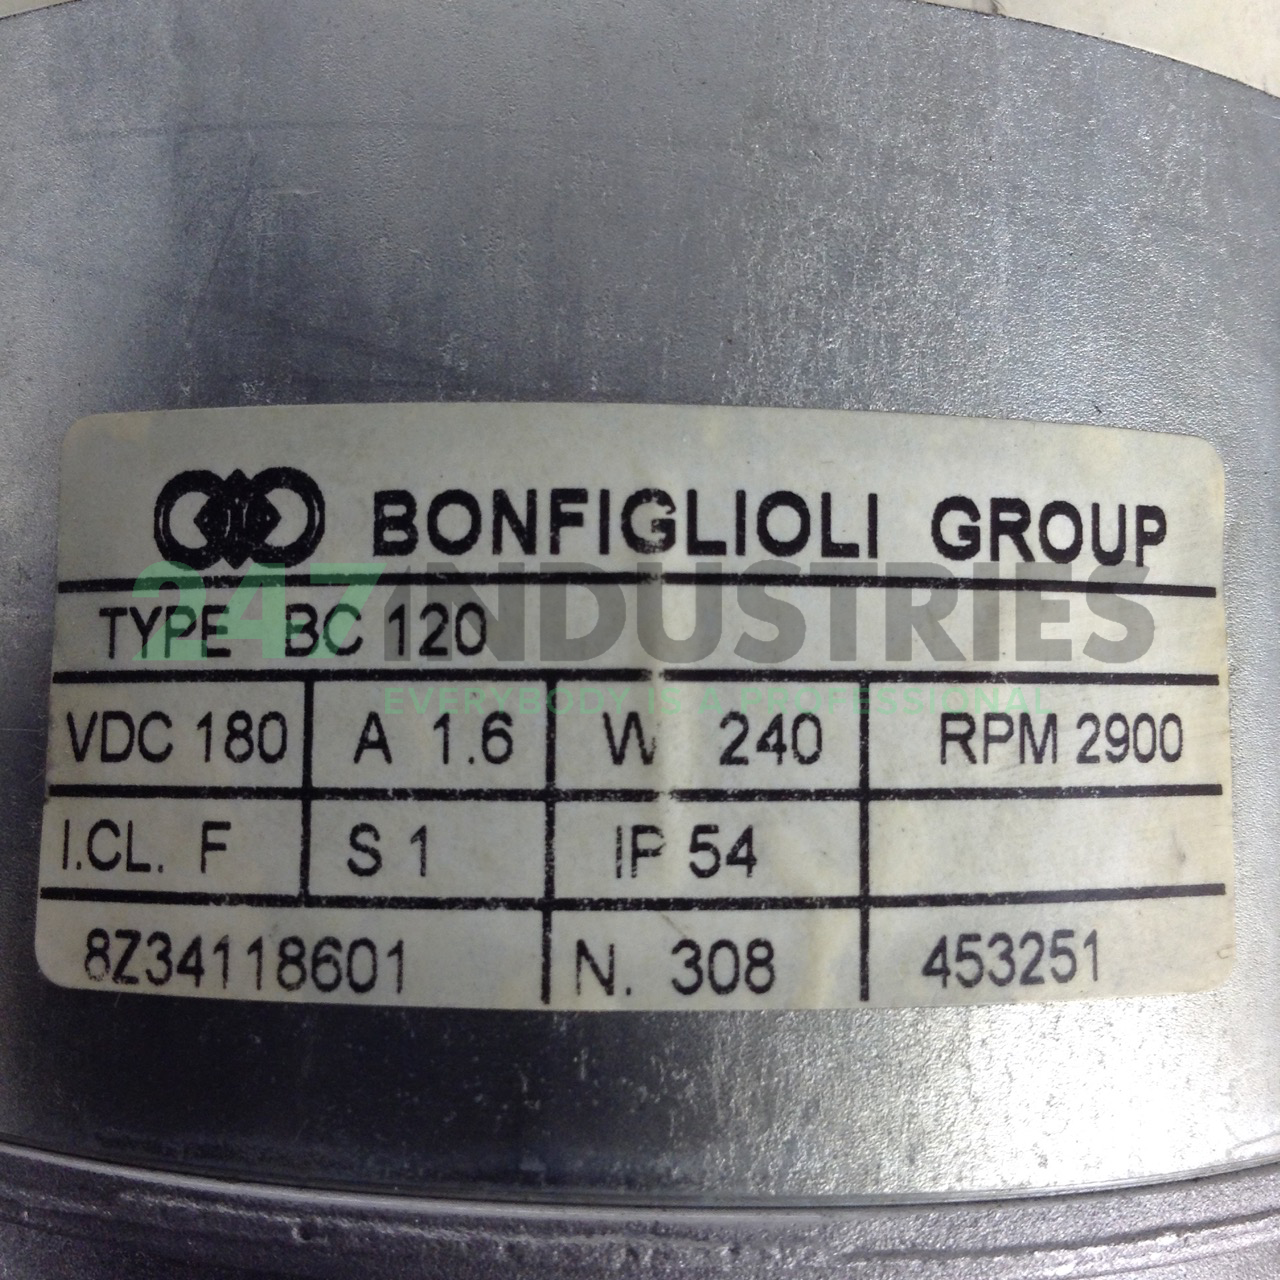 BONFIGLIOLI GROUP
TYPE BC 120
247INDUSTRIES
EVERYBODY IS A PROFESSIONAL
VDC 180 A 1.6 W 240 RPM 2900
I.CL. F S 1 IP 54
8Z34118601 N. 308 453251